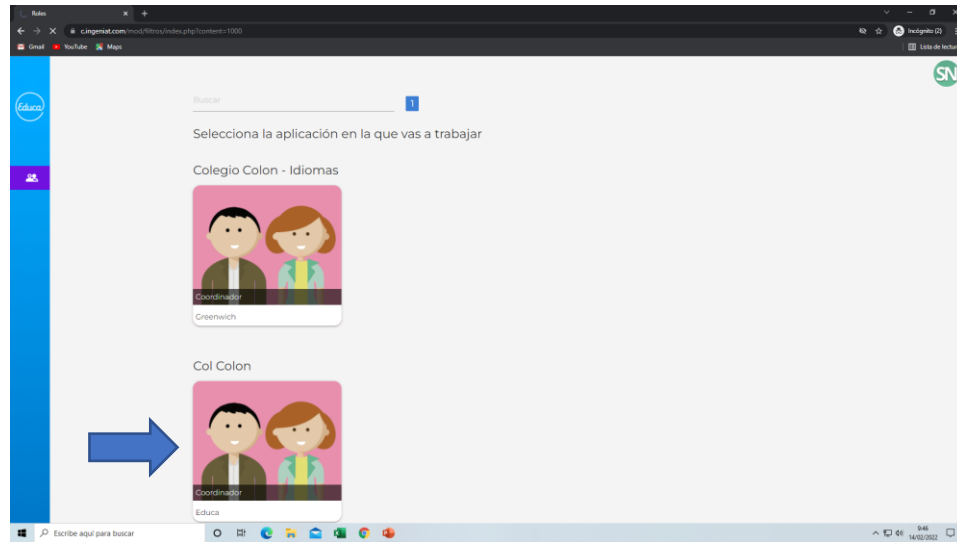 Roles
c.ingeniat.com/mod/filtros/index.php?content=1000
Incógnito (2)
Gmail
YouTube
Maps
Lista de lectur
SN
Educa
Buscar
1
Selecciona la aplicación en la que vas a trabajar
Colegio Colon - Idiomas
Coordinador
Greenwich
Col Colon
Coordinador
Educa
Escribe aquí para buscar
9:46
14/02/2022